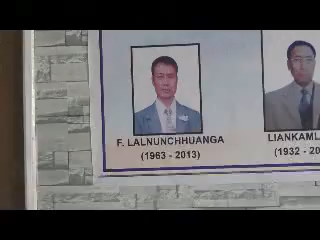 F. LALNUNCHHUANGA
(1963 - 2013)
LIANKAML
(1932 - 20